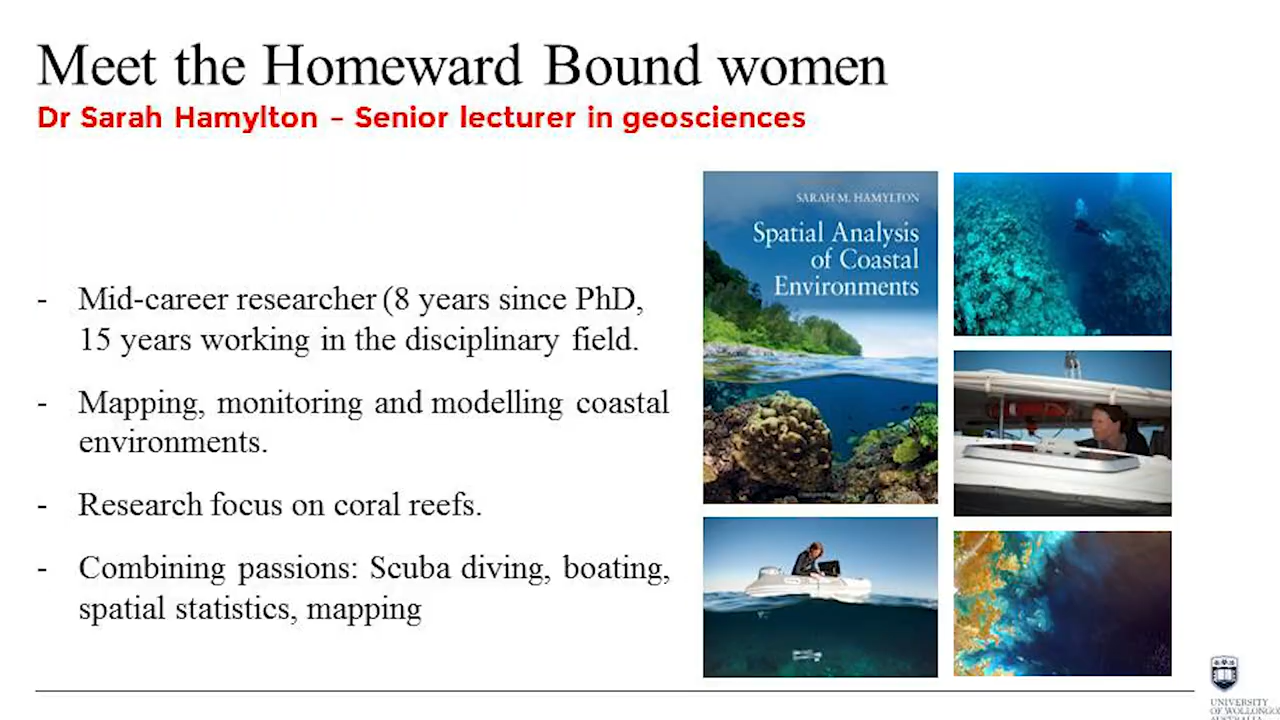 Meet the Homeward Bound women
Dr Sarah Hamylton – Senior lecturer in geosciences
- Mid-career researcher (8 years since PhD,
15 years working in the disciplinary field.
- Mapping, monitoring and modelling coastal
environments.
- Research focus on coral reefs.
- Combining passions: Scuba diving, boating,
spatial statistics, mapping
SARAH M. HAMYLTON
Spatial Analysis
of Coastal
Environments
UNIVERSITY
OF WOLLONGONG
AUSTRALIA